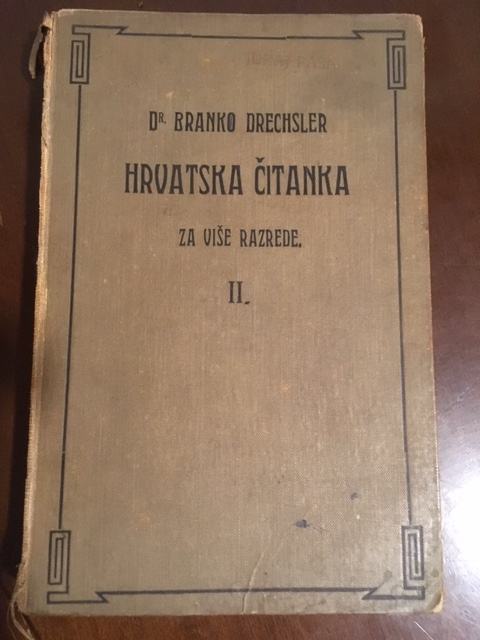 DR. BRANKO DRECHSLER
HRVATSKA ČITANKA
ZA VIŠE RAZREDE.
II.